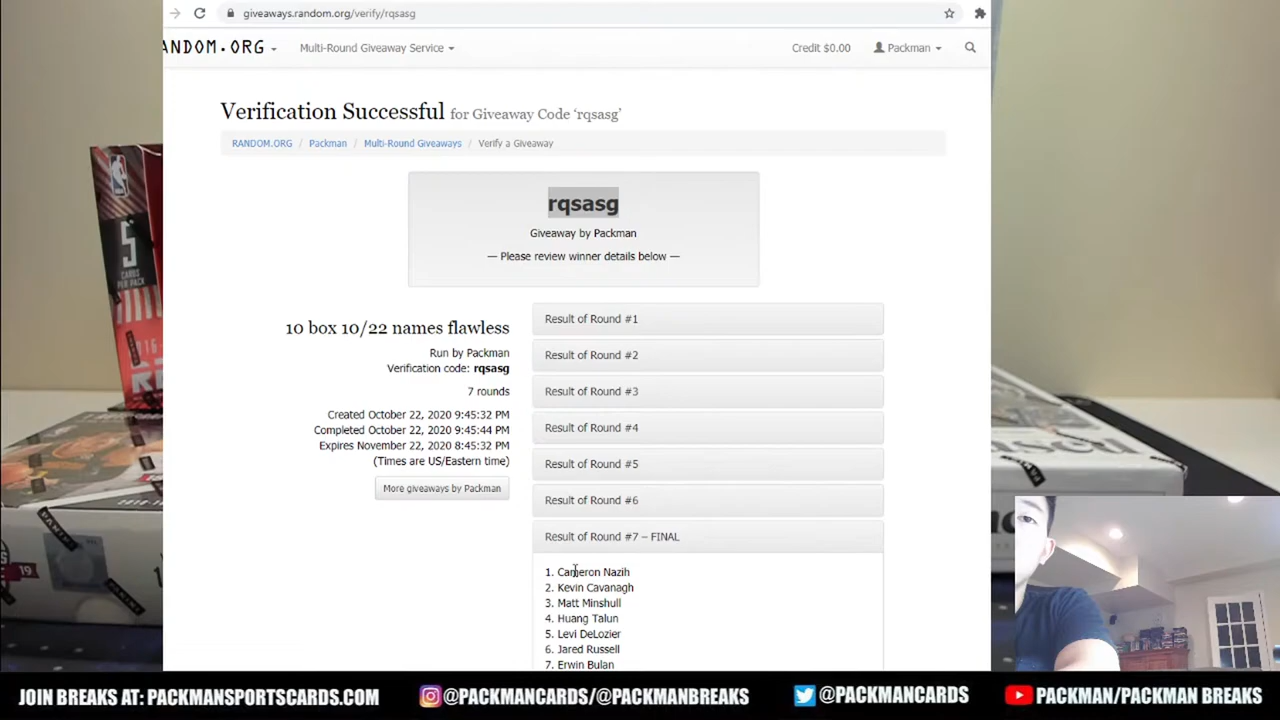 giveaways.random.org/verify/rqsasg
ANDOM.ORG Multi-Round Giveaway Service Credit $0.00 Packman
Verification Successful for Giveaway Code ‘rqsasg’
RANDOM.ORG / Packman / Multi-Round Giveaways / Verify a Giveaway
rqsasg
Giveaway by Packman
— Please review winner details below —
10 box 10/22 names flawless
Run by Packman
Verification code: rqsasg
7 rounds
Created October 22, 2020 9:45:32 PM
Completed October 22, 2020 9:45:44 PM
Expires November 22, 2020 8:45:32 PM
(Times are US/Eastern time)
More giveaways by Packman
Result of Round #1
Result of Round #2
Result of Round #3
Result of Round #4
Result of Round #5
Result of Round #6
Result of Round #7 – FINAL
1. Cameron Nazih
2. Kevin Cavanagh
3. Matt Minshull
4. Huang Talun
5. Levi DeLozier
6. Jared Russell
7. Erwin Bulan
5
CARDS
PER PACK
19
JOIN BREAKS AT: PACKMANSPORTSCARDS.COM @PACKMANCARDS/@PACKMANBREAKS @PACKMANCARDS PACKMAN/PACKMAN BREAKS